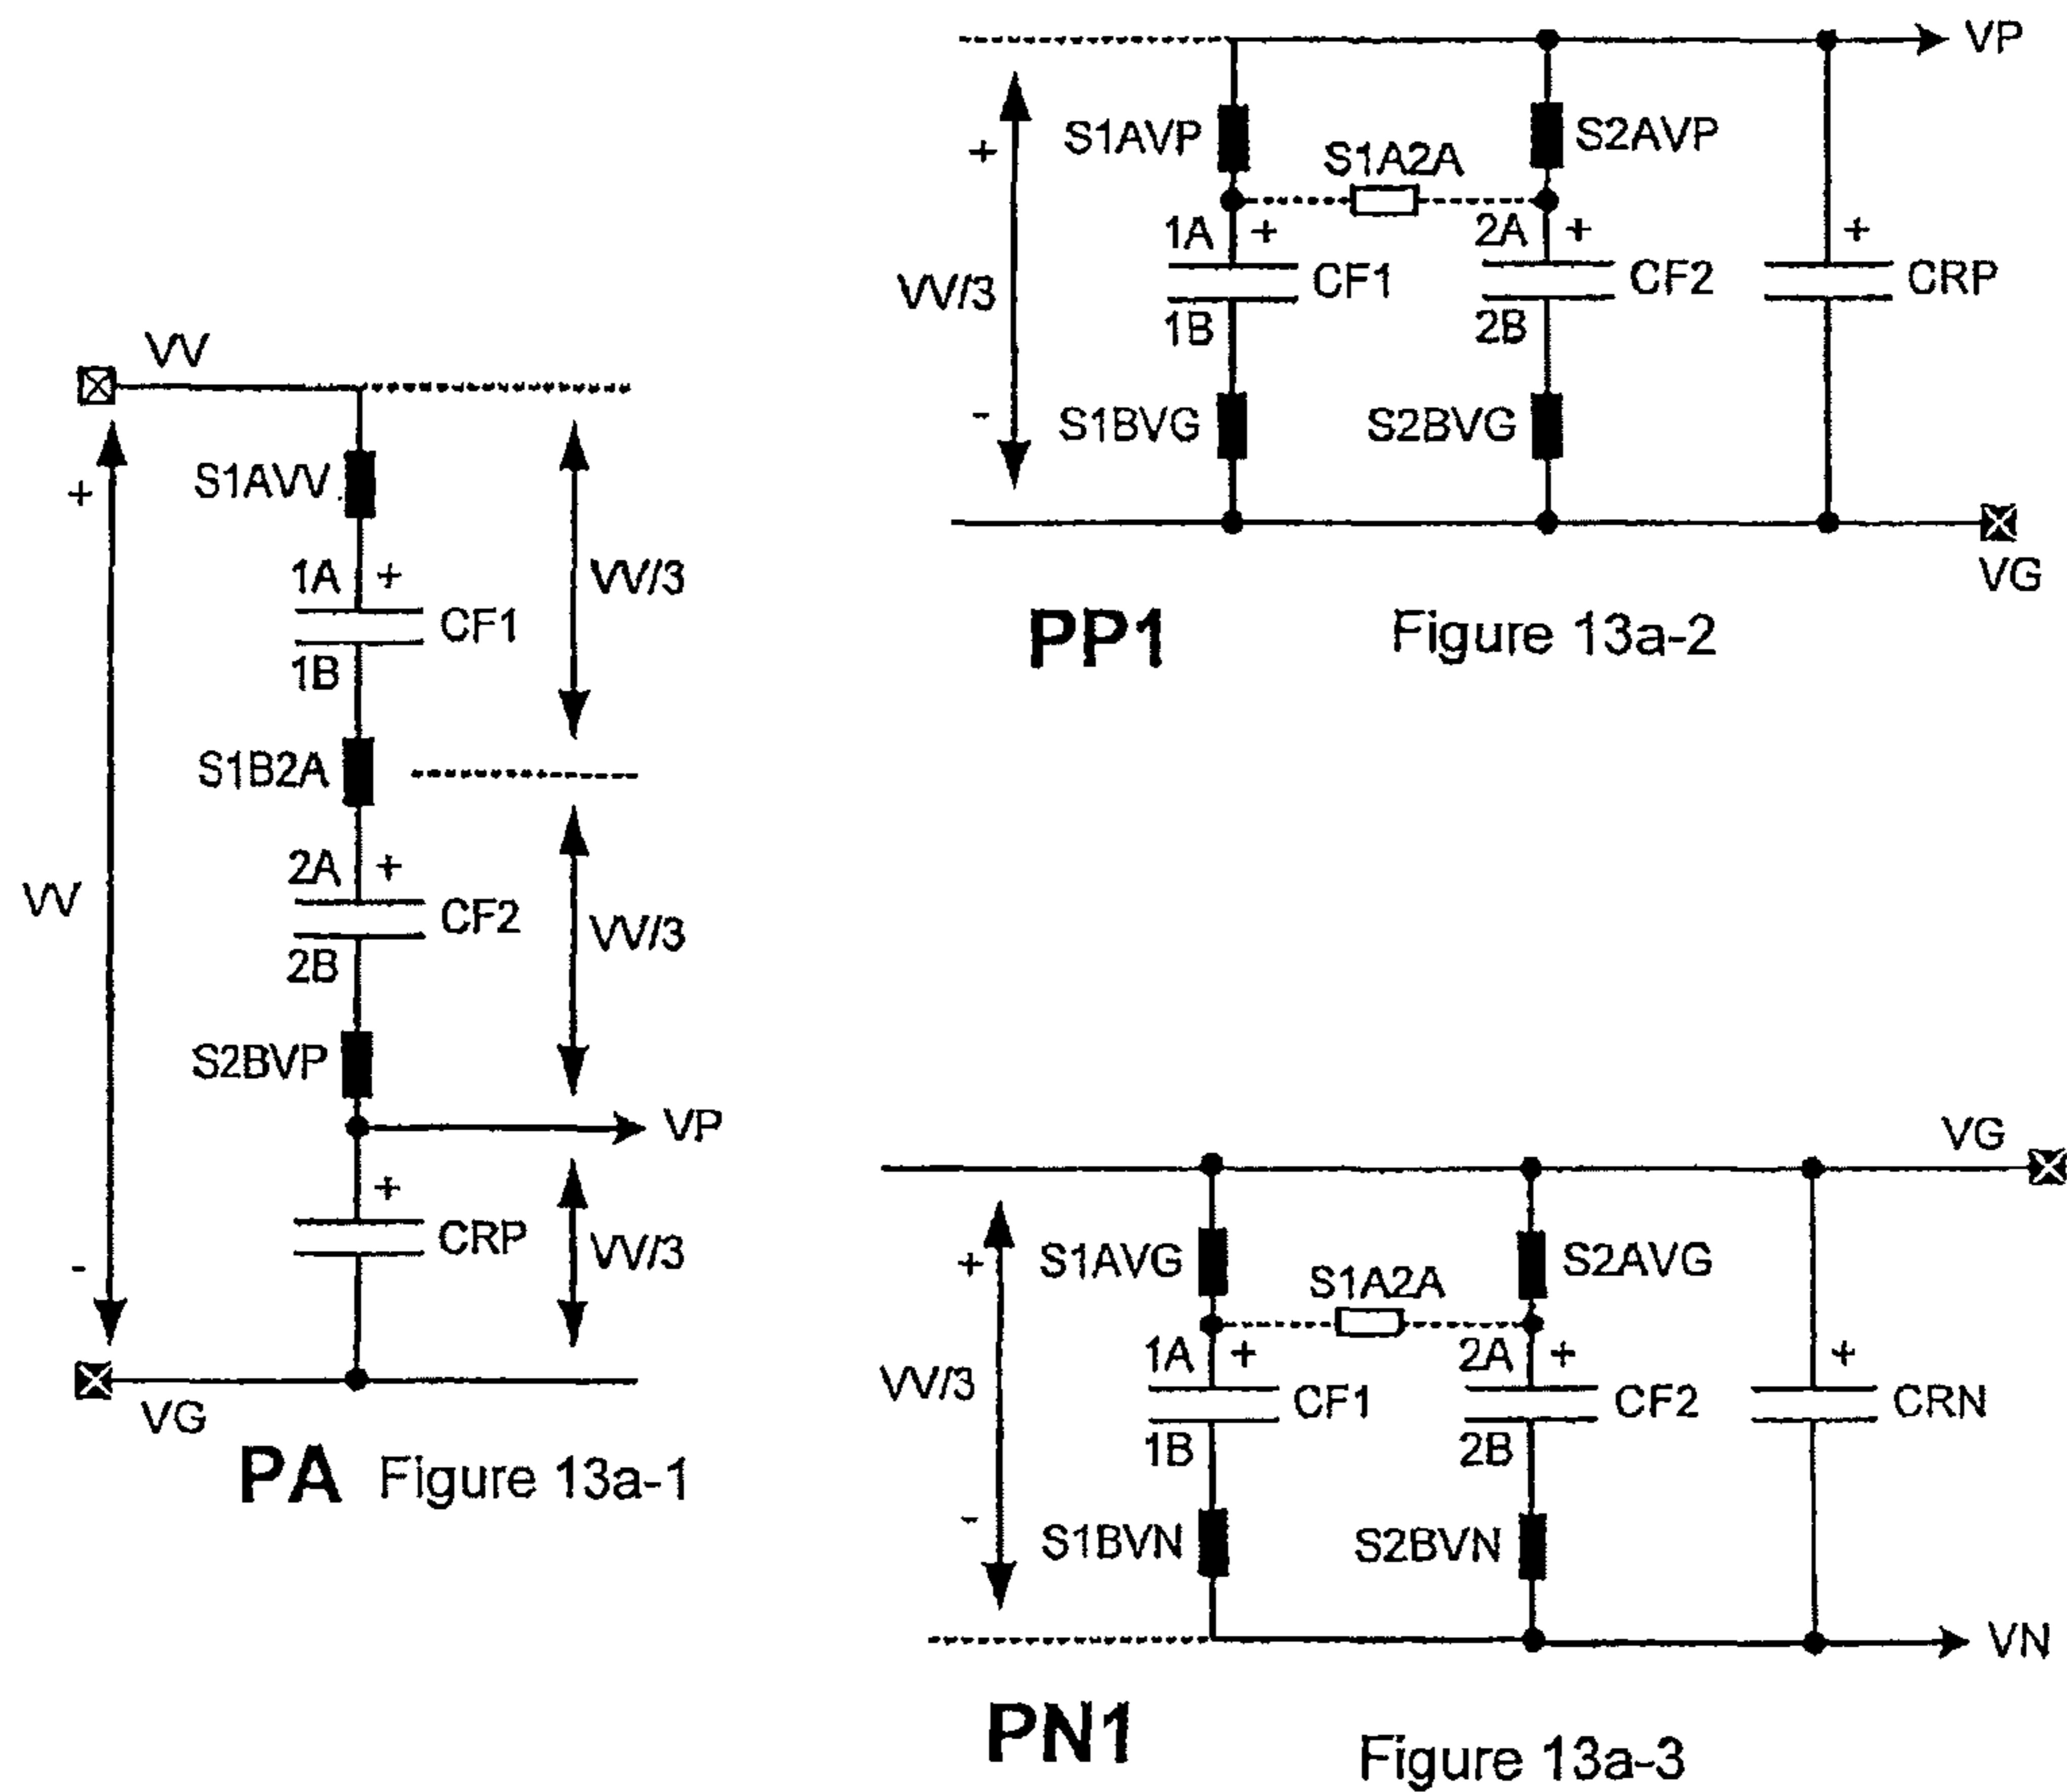 VV
+
S1AVV
1A +
CF1
1B
VV/3
S1B2A
2A +
CF2
2B
VV
VV/3
S2BVP
VP
+
CRP
VV/3
-
VG
PA Figure 13a-1
VP
S1AVP
S2AVP
+
S1A2A
1A +
2A +
+
VV/3
CF1
CF2
CRP
1B
2B
-
S1BVG
S2BVG
VG
PP1 Figure 13a-2
VG
S1AVG
S2AVG
+
S1A2A
1A +
2A +
+
VV/3
CF1
CF2
CRN
1B
2B
-
S1BVN
S2BVN
VN
PN1 Figure 13a-3